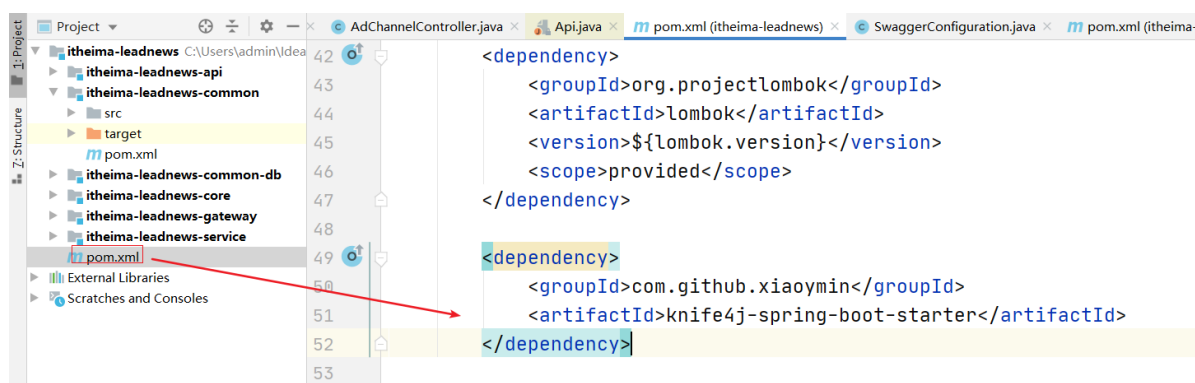 Project
AdChannelController.java
Api.java
pom.xml (itheima-leadnews)
SwaggerConfiguration.java
pom.xml (itheima-
1: Project
Z: Structure
itheima-leadnews C:\Users\admin\Idea
itheima-leadnews-api
itheima-leadnews-common
src
target
pom.xml
itheima-leadnews-common-db
itheima-leadnews-core
itheima-leadnews-gateway
itheima-leadnews-service
pom.xml
External Libraries
Scratches and Consoles
42 <dependency>
43 <groupId>org.projectlombok</groupId>
44 <artifactId>lombok</artifactId>
45 <version>${lombok.version}</version>
46 <scope>provided</scope>
47 </dependency>
48
49 <dependency>
50 <groupId>com.github.xiaoymin</groupId>
51 <artifactId>knife4j-spring-boot-starter</artifactId>
52 </dependency>
53